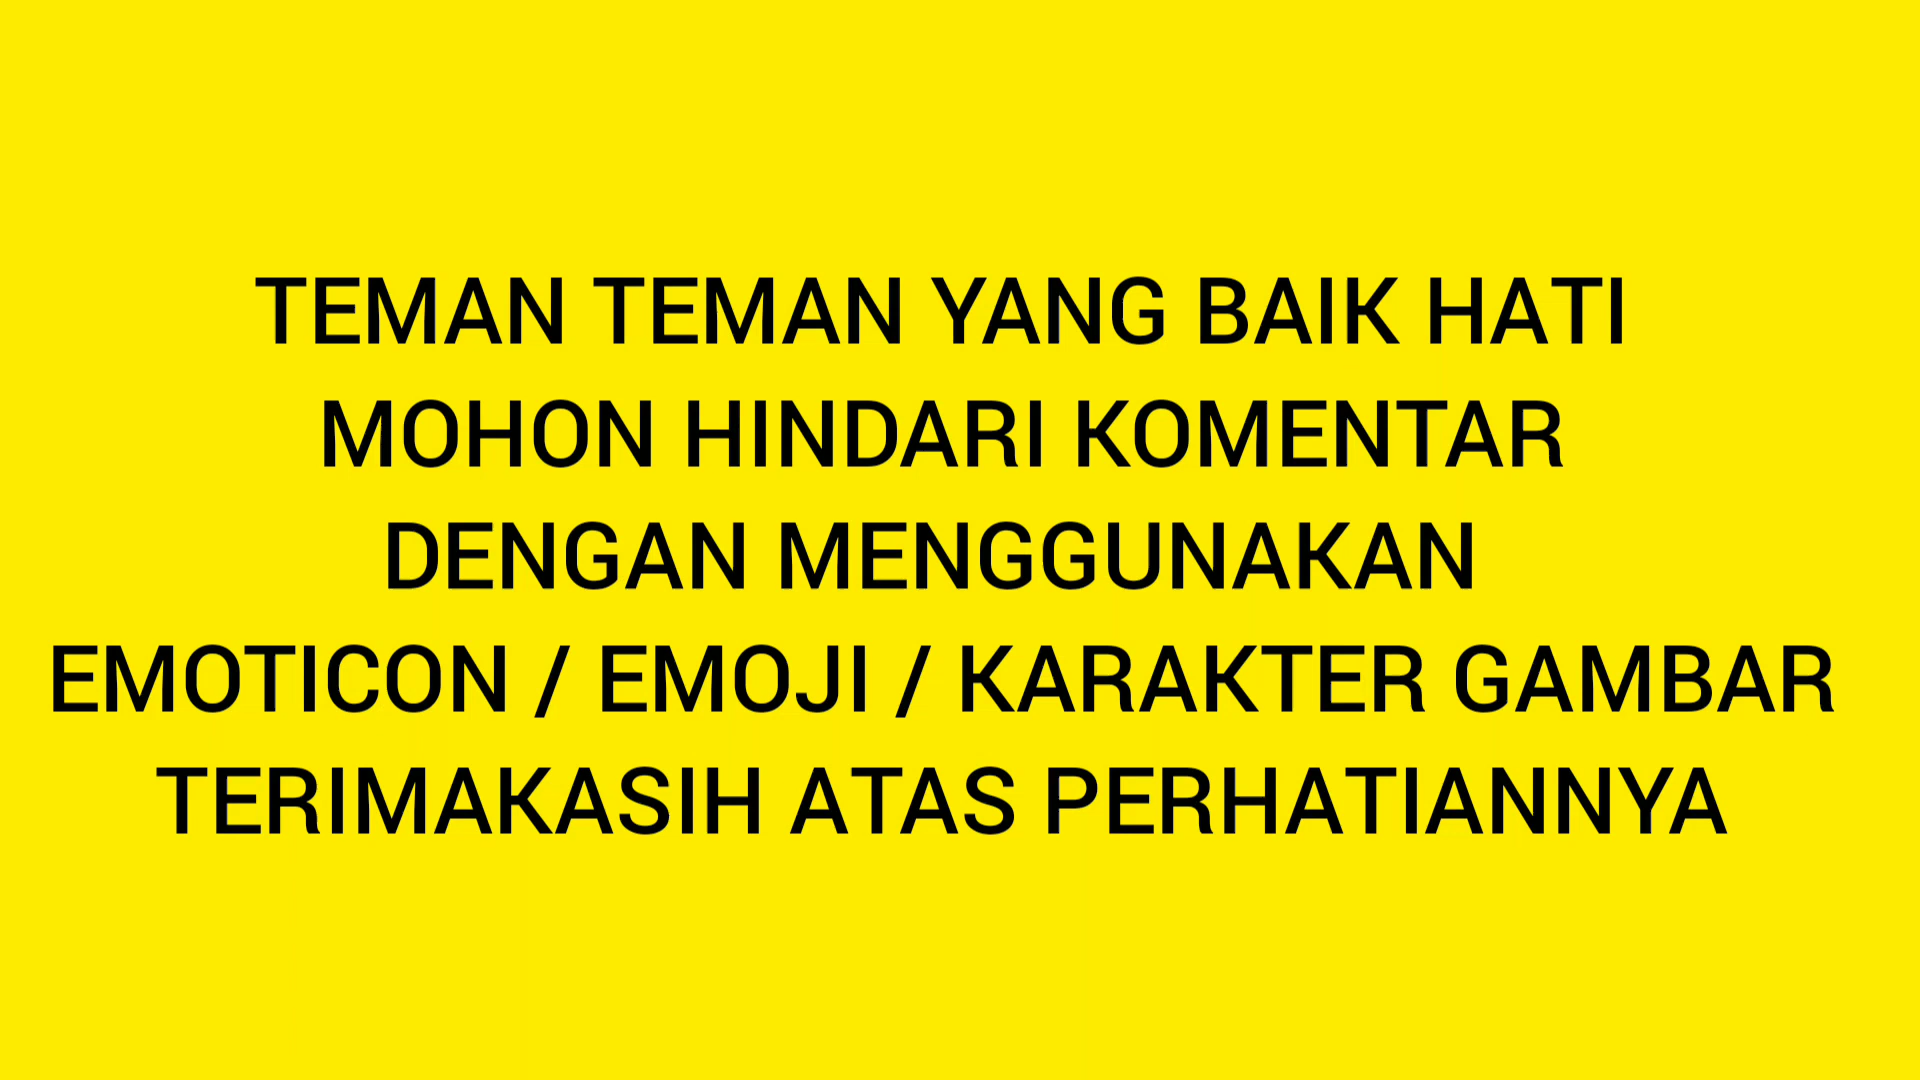 TEMAN TEMAN YANG BAIK HATI
MOHON HINDARI KOMENTAR
DENGAN MENGGUNAKAN
EMOTICON / EMOJI / KARAKTER GAMBAR
TERIMAKASIH ATAS PERHATIANNYA